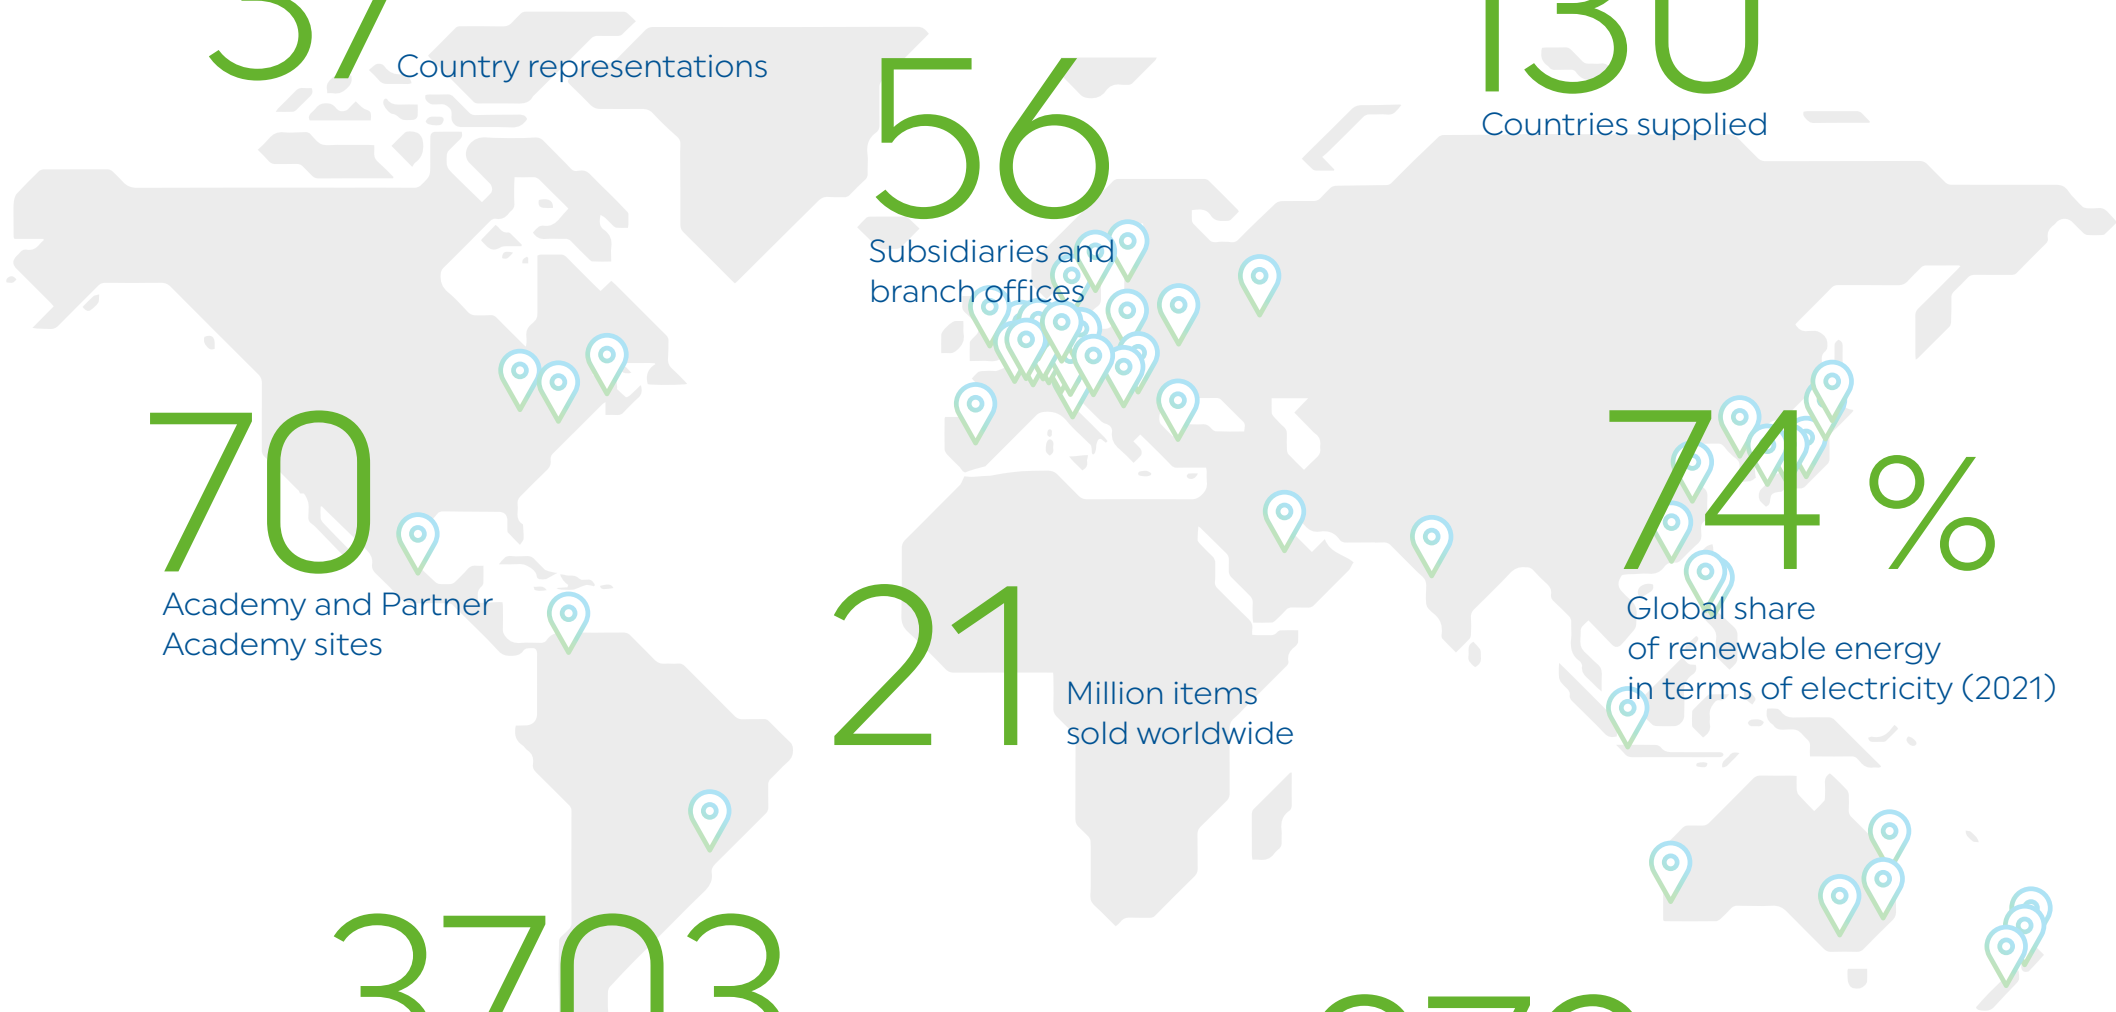 37
Country representations
56
Subsidiaries and
branch offices
130
Countries supplied
70
Academy and Partner
Academy sites
21
Million items
sold worldwide
74 %
Global share
of renewable energy
in terms of electricity (2021)
3703